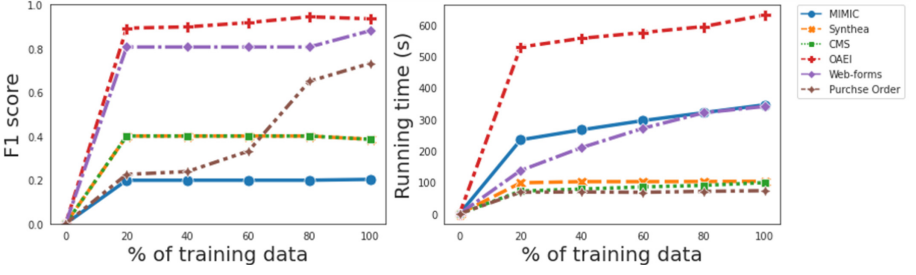 F1 score
1.0
0.8
0.6
0.4
0.2
0.0
0 20 40 60 80 100
% of training data
Running time (s)
600
500
400
300
200
100
0
0 20 40 60 80 100
% of training data
MIMIC
Synthea
CMS
OAEI
Web-forms
Purchse Order